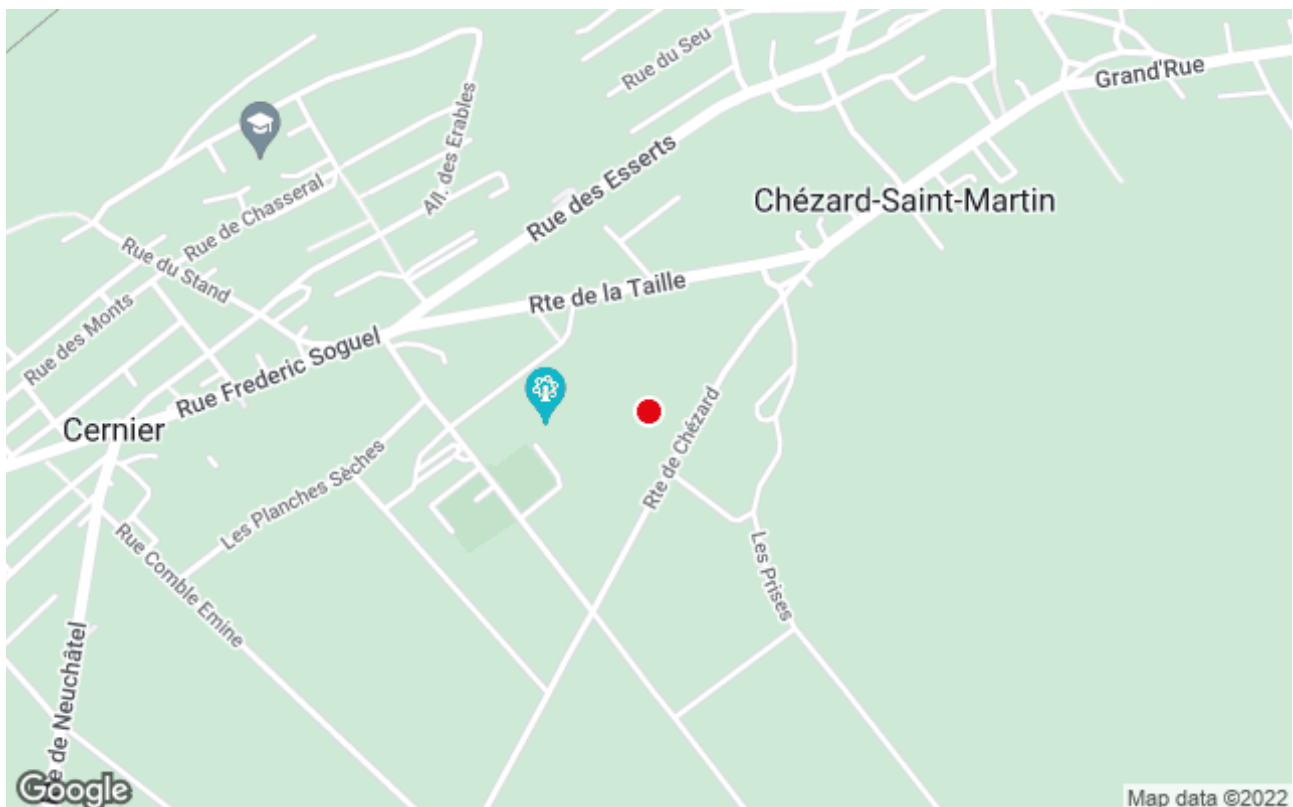 Rue du Seu
Grand'Rue
All. des Erables
Rue des Esserts
Rue de Chasseral
Chézard-Saint-Martin
Rue du Stand
Rte de la Taille
Rue des Monts
Rue Frederic Soguel
Cernier
Rte de Chézard
Les Planches Sèches
Rue Comble Emine
Les Prises
e de Neuchâtel
Google
Map data ©2022